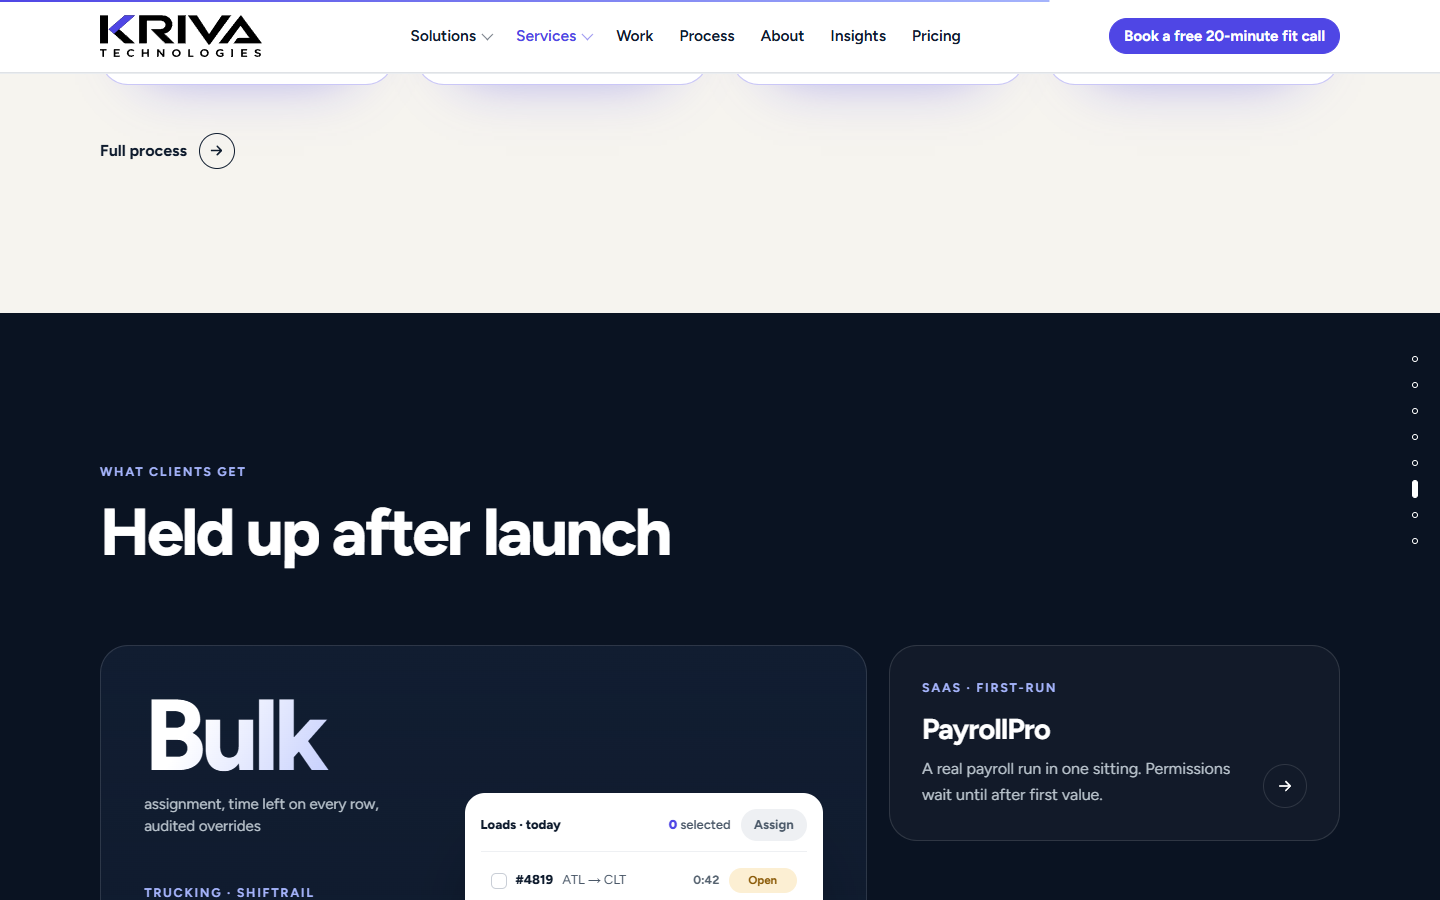 KRIVA
TECHNOLOGIES
Solutions
Services
Work
Process
About
Insights
Pricing
Book a free 20-minute fit call
Full process
WHAT CLIENTS GET
Held up after launch
Bulk
assignment, time left on every row,
audited overrides
TRUCKING · SHIFTRAIL
Loads · today
0 selected
Assign
#4819 ATL → CLT 0:42 Open
SAAS · FIRST-RUN
PayrollPro
A real payroll run in one sitting. Permissions
wait until after first value.